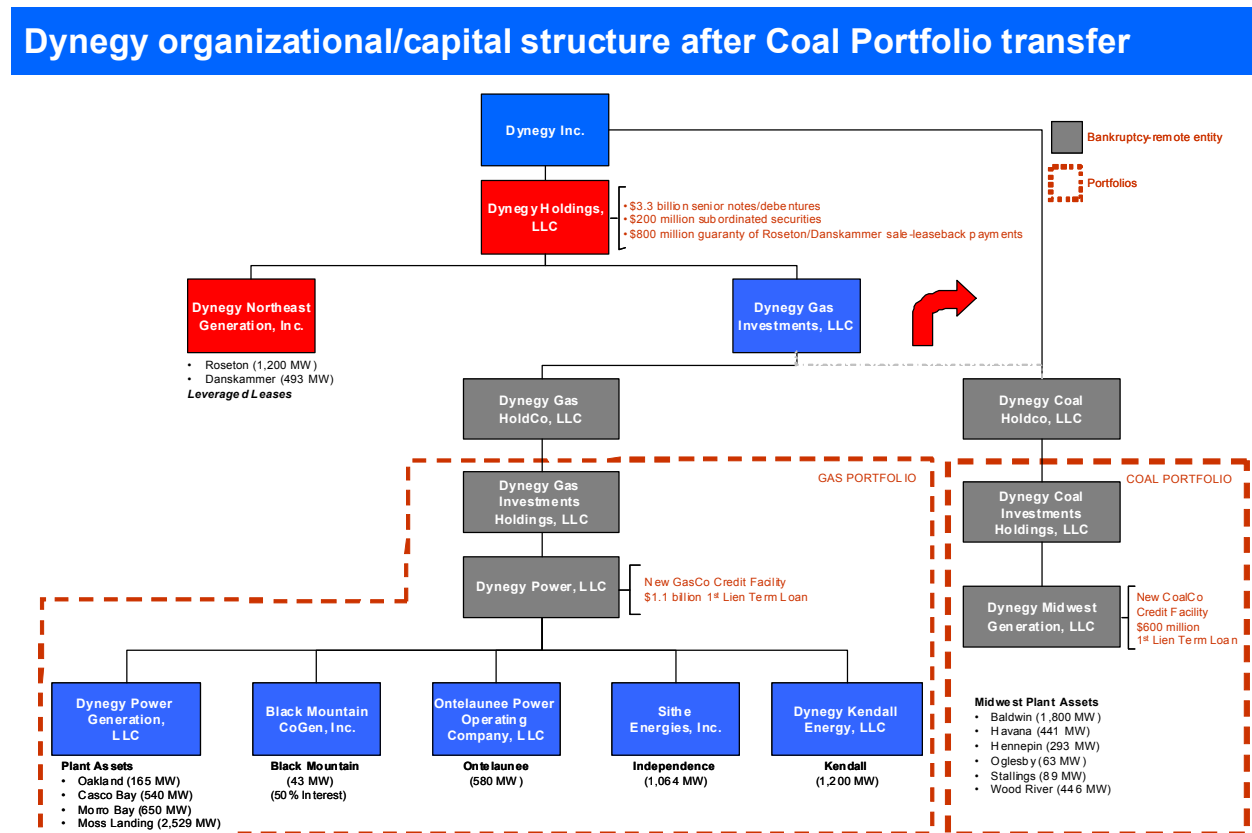 Dynegy organizational/capital structure after Coal Portfolio transfer
Dynegy Inc.
Bankruptcy-remote entity
Portfolios
Dynegy Holdings,
LLC
• $3.3 billion senior notes/debentures
• $200 million subordinated securities
• $800 million guaranty of Roseton/Danskammer sale-leaseback payments
Dynegy Northeast
Generation, Inc.
• Roseton (1,200 MW)
• Danskammer (493 MW)
Leveraged Leases
Dynegy Gas
Investments, LLC
Dynegy Gas
HoldCo, LLC
Dynegy Coal
Holdco, LLC
GAS PORTFOLIO
COAL PORTFOLIO
Dynegy Gas
Investments
Holdings, LLC
Dynegy Coal
Investments
Holdings, LLC
Dynegy Power, LLC
New GasCo Credit Facility
$1.1 billion 1st Lien Term Loan
Dynegy Midwest
Generation, LLC
New CoalCo
Credit Facility
$600 million
1st Lien Term Loan
Dynegy Power
Generation,
LLC
Black Mountain
CoGen, Inc.
Ontelaunee Power
Operating
Company, LLC
Sithe
Energies, Inc.
Dynegy Kendall
Energy, LLC
Plant Assets
• Oakland (165 MW)
• Casco Bay (540 MW)
• Morro Bay (650 MW)
• Moss Landing (2,529 MW)
Black Mountain
(43 MW)
(50% Interest)
Ontelaunee
(580 MW)
Independence
(1,064 MW)
Kendall
(1,200 MW)
Midwest Plant Assets
• Baldwin (1,800 MW)
• Havana (441 MW)
• Hennepin (293 MW)
• Oglesby (63 MW)
• Stallings (89 MW)
• Wood River (446 MW)